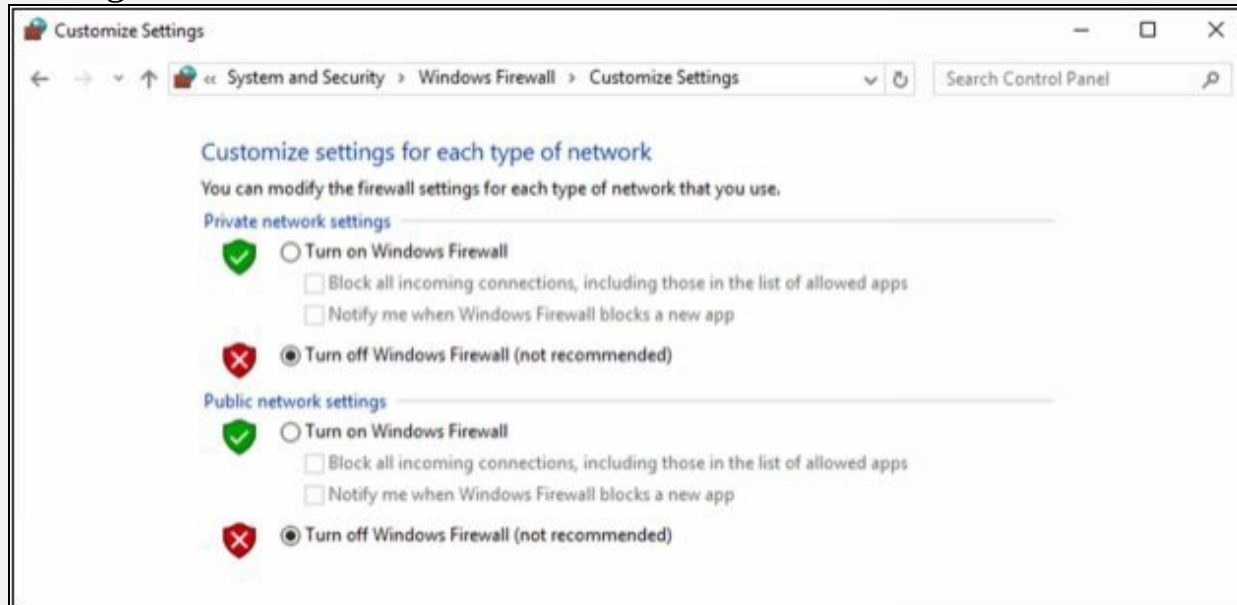 Customize Settings
« System and Security > Windows Firewall > Customize Settings
Search Control Panel
Customize settings for each type of network
You can modify the firewall settings for each type of network that you use.
Private network settings
Turn on Windows Firewall
Block all incoming connections, including those in the list of allowed apps
Notify me when Windows Firewall blocks a new app
Turn off Windows Firewall (not recommended)
Public network settings
Turn on Windows Firewall
Block all incoming connections, including those in the list of allowed apps
Notify me when Windows Firewall blocks a new app
Turn off Windows Firewall (not recommended)